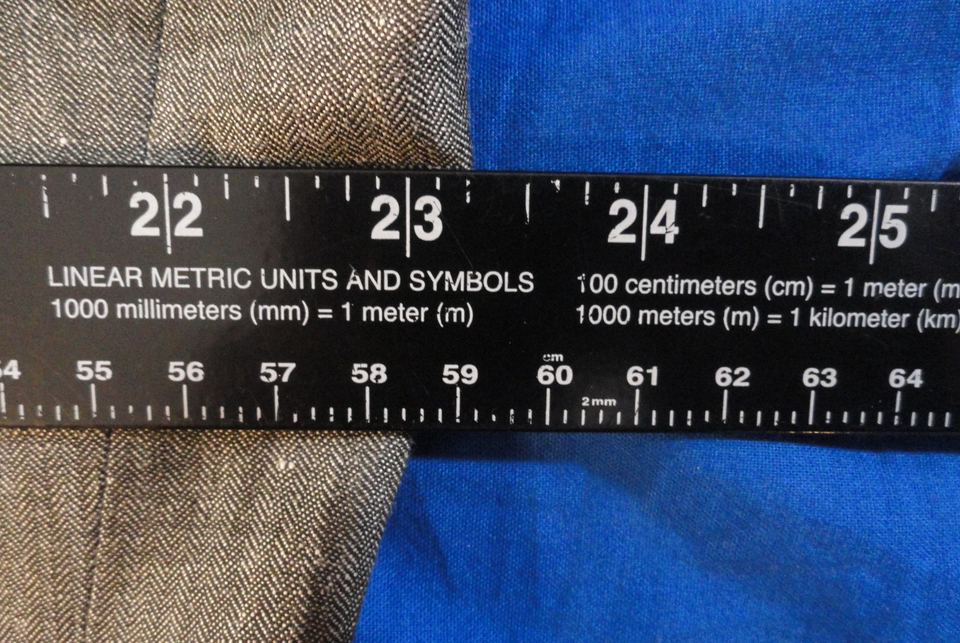 22 23 24 25
LINEAR METRIC UNITS AND SYMBOLS
1000 millimeters (mm) = 1 meter (m)
100 centimeters (cm) = 1 meter (m
1000 meters (m) = 1 kilometer (km)
cm
54 55 56 57 58 59 60 61 62 63 64
2mm